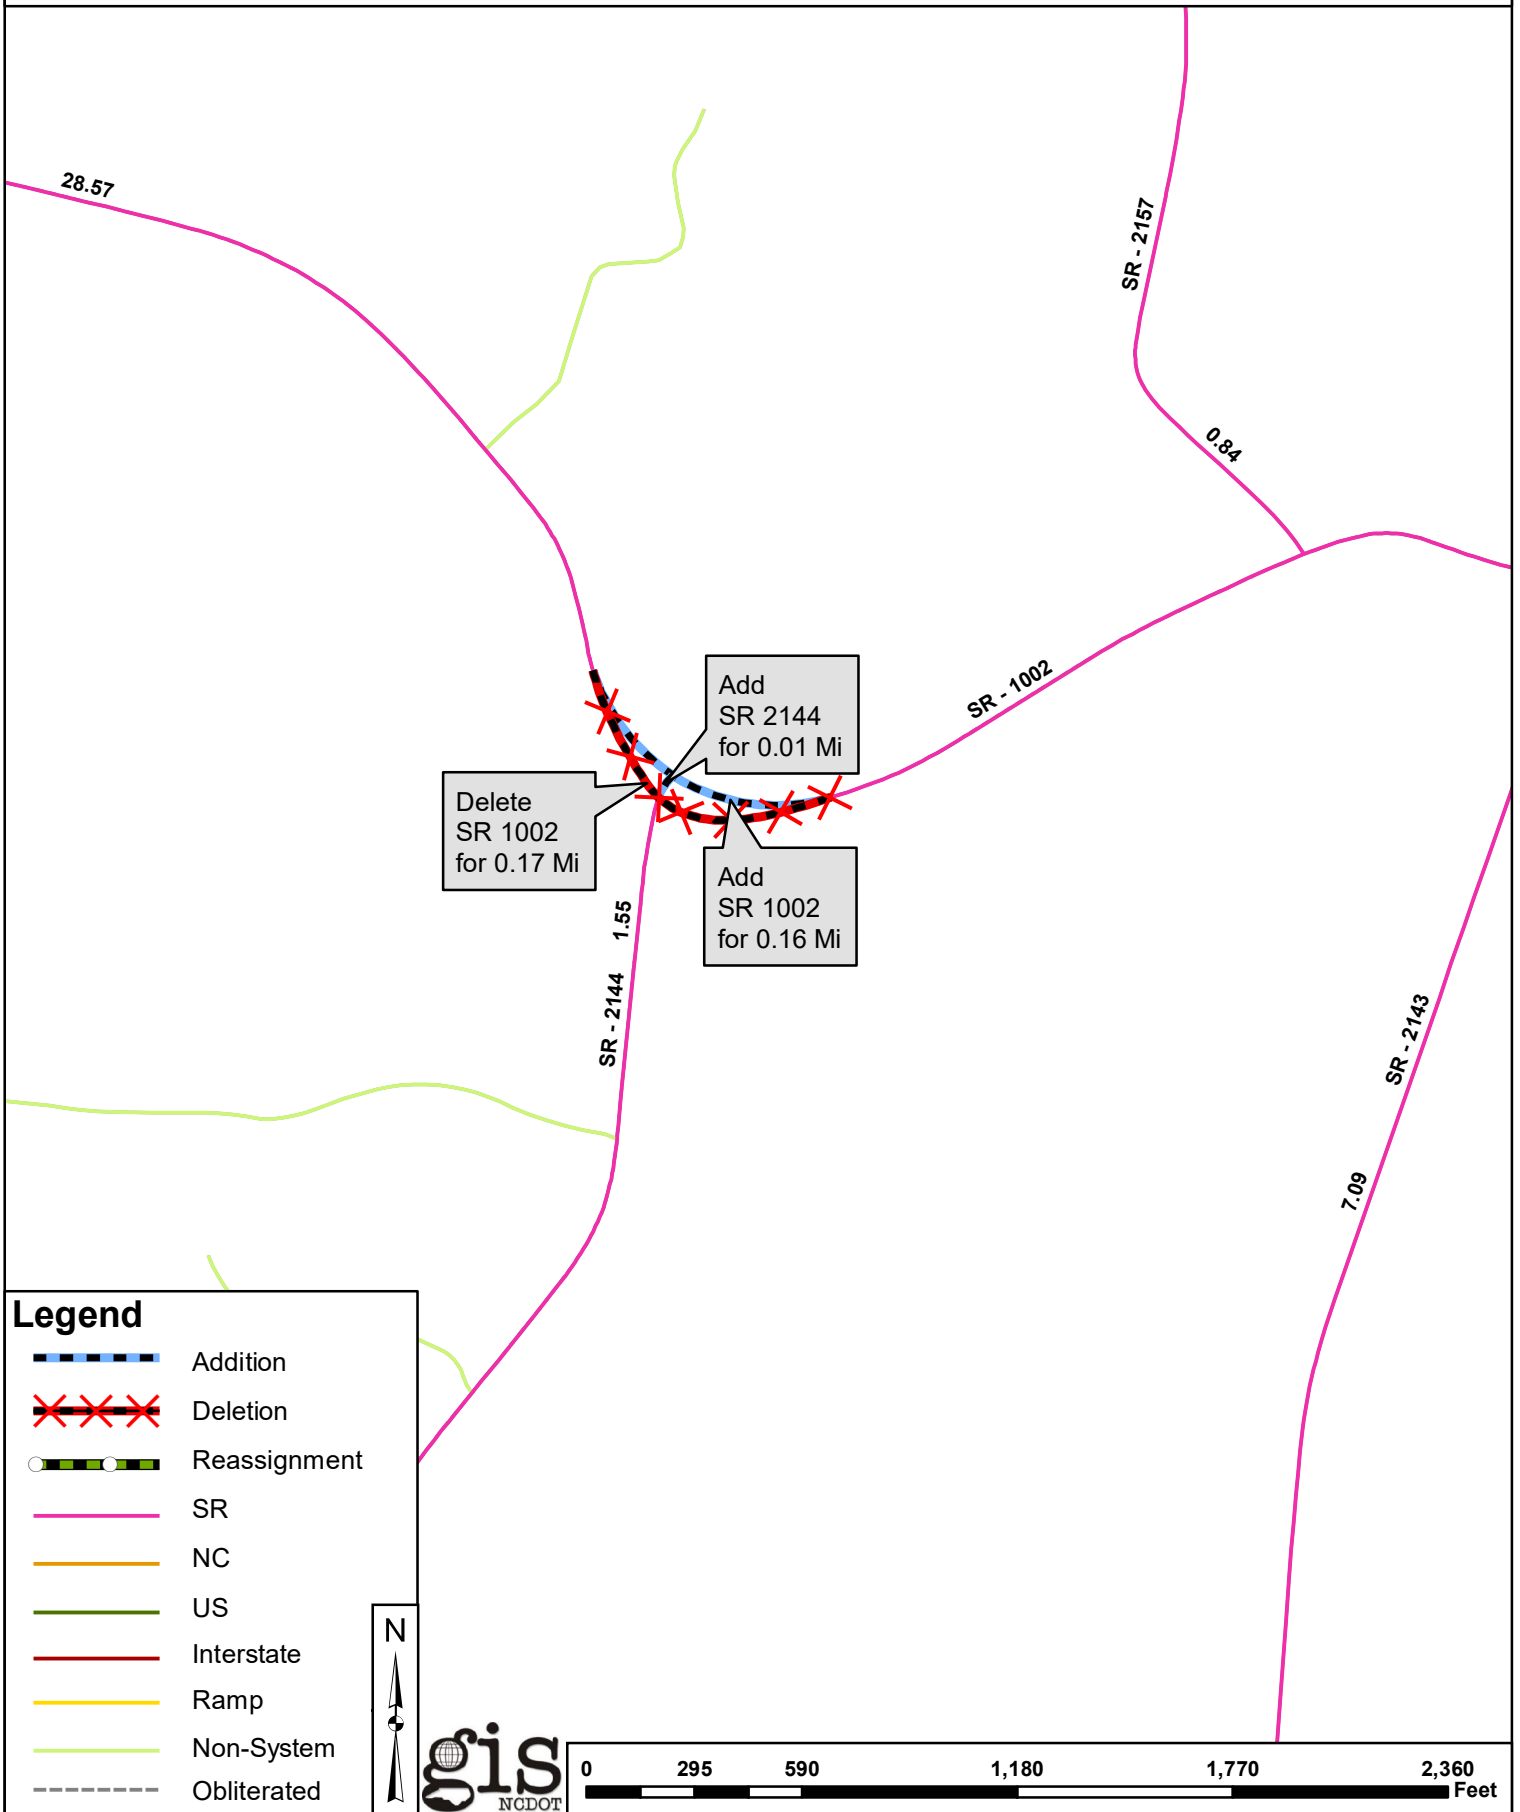 28.57
SR - 2157
0.84
SR - 1002
Add
SR 2144
for 0.01 Mi
Delete
SR 1002
for 0.17 Mi
Add
SR 1002
for 0.16 Mi
1.55
SR - 2144
SR - 2143
7.09
Legend
Addition
Deletion
Reassignment
SR
NC
US
Interstate
Ramp
Non-System
Obliterated
N
gis
NCDOT
0 295 590 1,180 1,770 2,360
Feet